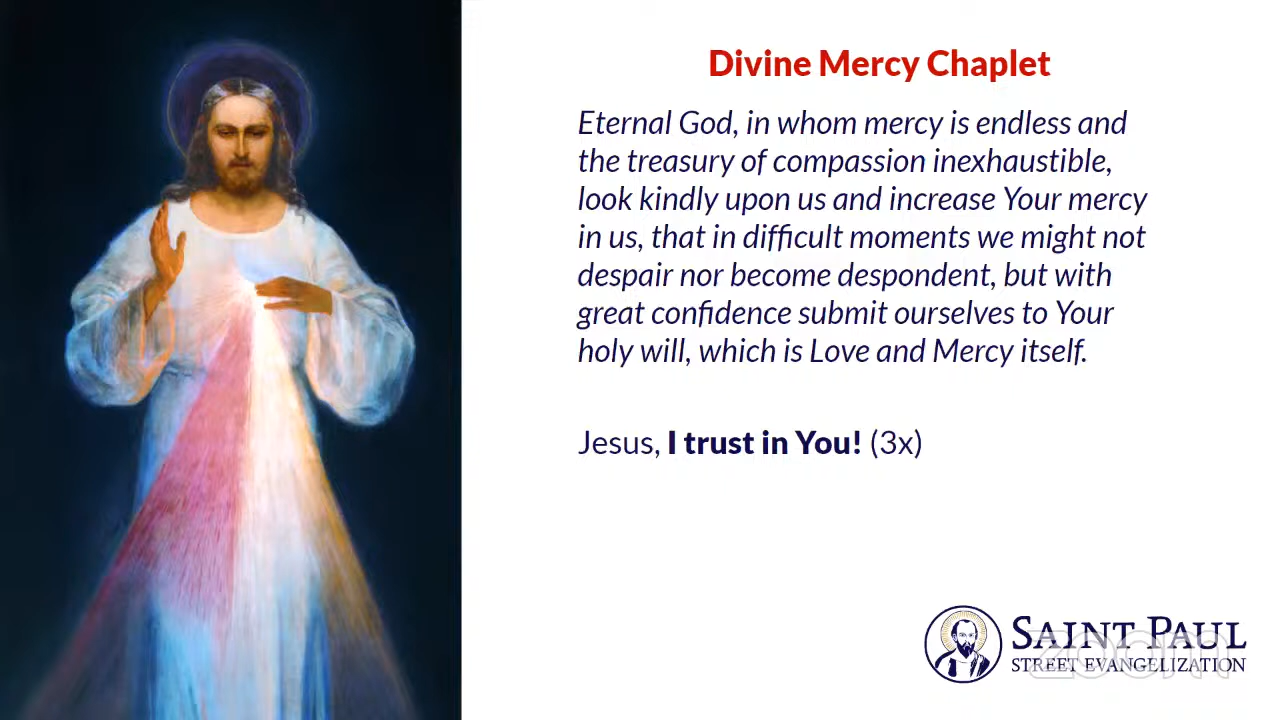 Divine Mercy Chaplet
Eternal God, in whom mercy is endless and
the treasury of compassion inexhaustible,
look kindly upon us and increase Your mercy
in us, that in difficult moments we might not
despair nor become despondent, but with
great confidence submit ourselves to Your
holy will, which is Love and Mercy itself.
Jesus, I trust in You! (3x)
SAINT PAUL
STREET EVANGELIZATION
zoom